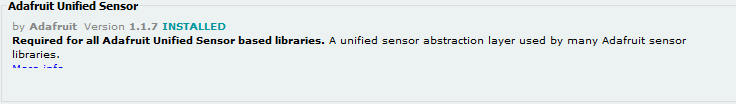 Adafruit Unified Sensor
by Adafruit Version 1.1.7 INSTALLED
Required for all Adafruit Unified Sensor based libraries. A unified sensor abstraction layer used by many Adafruit sensor
libraries.
More info